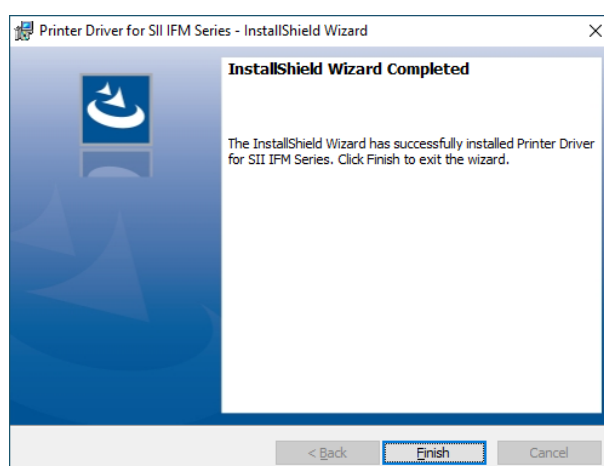 Printer Driver for SII IFM Series - InstallShield Wizard
InstallShield Wizard Completed
The InstallShield Wizard has successfully installed Printer Driver
for SII IFM Series. Click Finish to exit the wizard.
< Back
Finish
Cancel